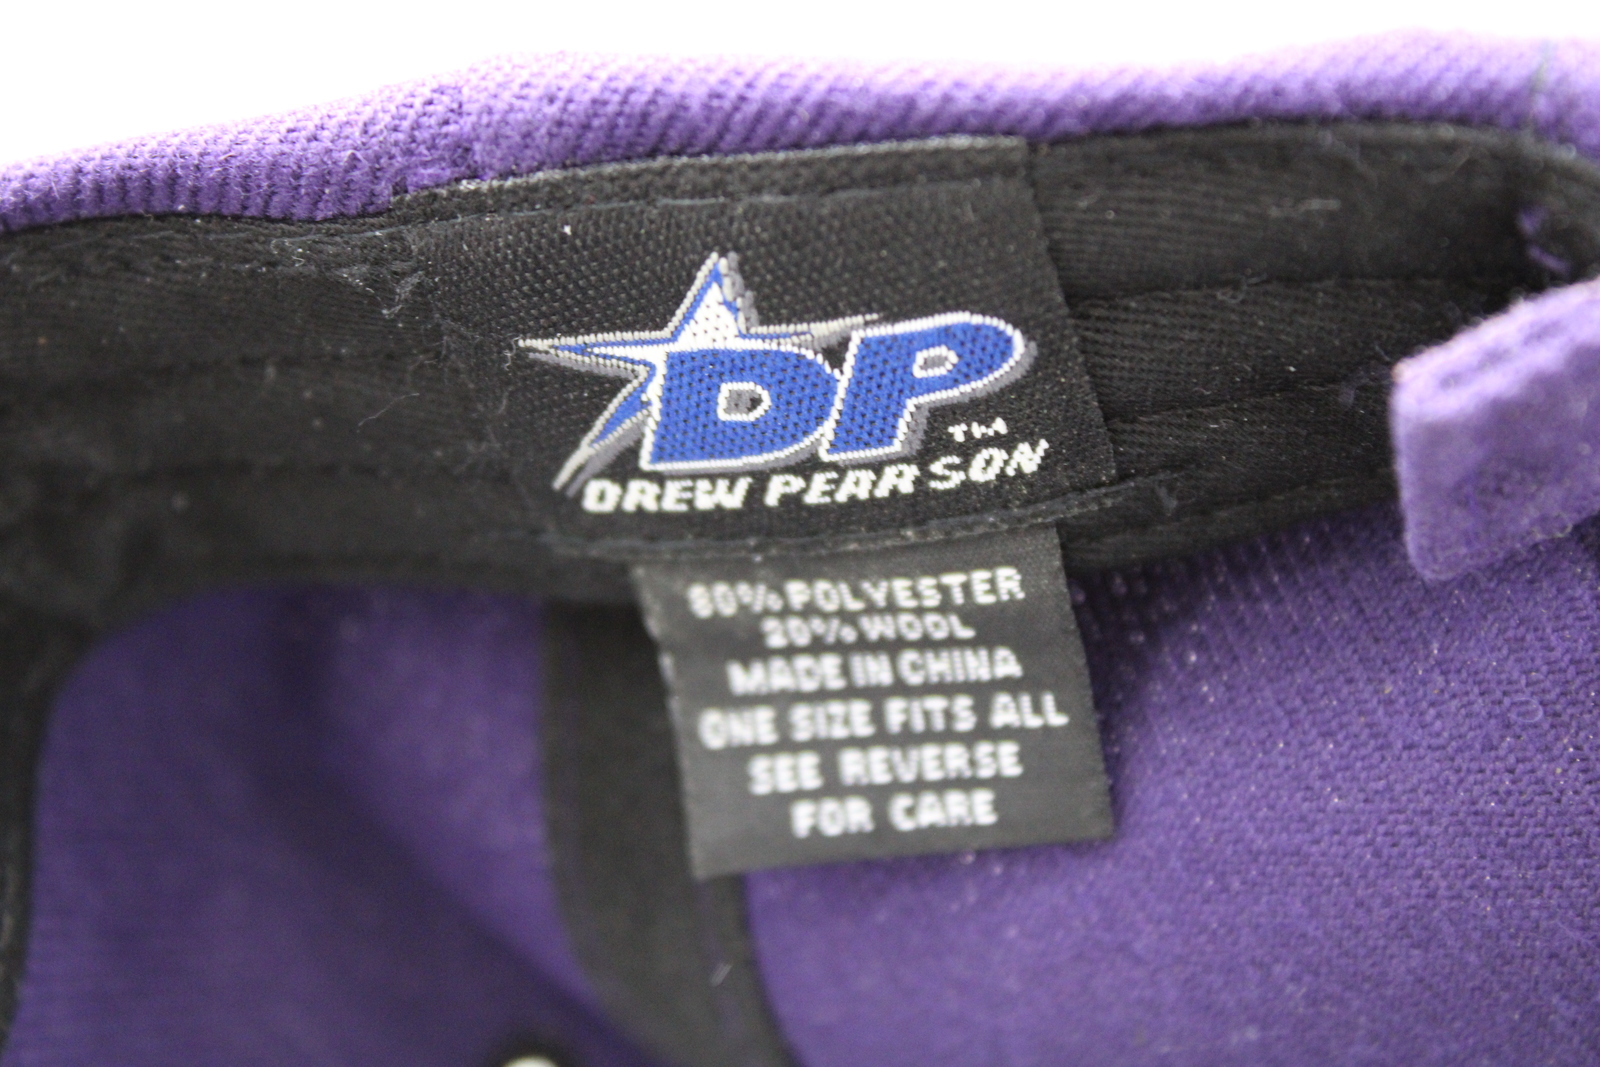 DP
TM
DREW PEARSON
80% POLYESTER
20% WOOL
MADE IN CHINA
ONE SIZE FITS ALL
SEE REVERSE
FOR CARE